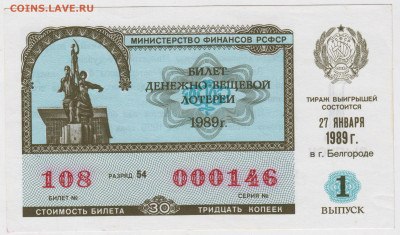 COINS.LAVE.RU
МИНИСТЕРСТВО ФИНАНСОВ РСФСР
БИЛЕТ
ДЕНЕЖНО-ВЕЩЕВОЙ
ЛОТЕРЕИ
1989 г.
ТИРАЖ ВЫИГРЫШЕЙ
СОСТОИТСЯ
27 ЯНВАРЯ
1989 г.
в г. Белгороде
108 РАЗРЯД 54 000146
БИЛЕТ № СЕРИЯ №
1
ВЫПУСК
СТОИМОСТЬ БИЛЕТА 30 ТРИДЦАТЬ КОПЕЕК